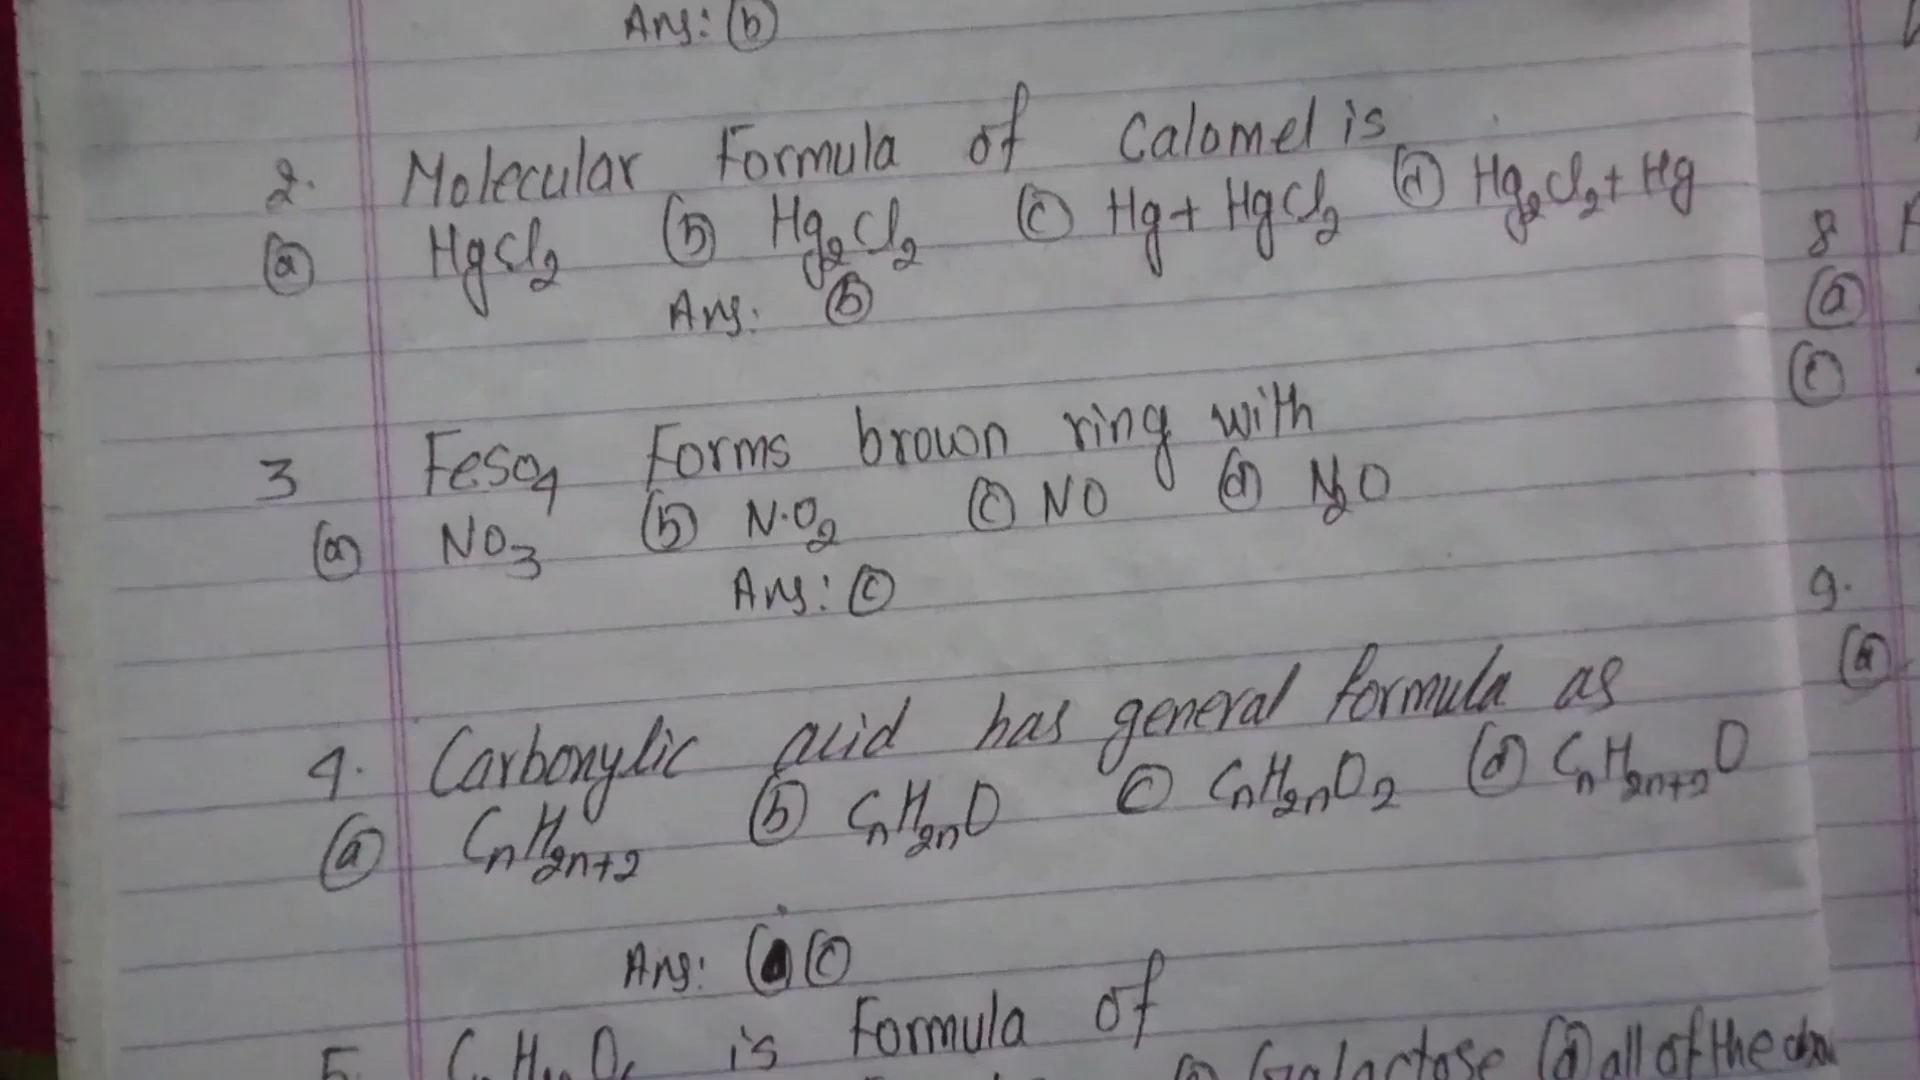 Ans: (b)
2. Molecular Formula of Calomel is
(a) HgCl2 (b) Hg2Cl2 (c) Hg + HgCl2 (d) Hg2Cl2 + Hg
Ans: (b)
3 FeSO4 Forms brown ring with
(a) NO3 (b) N.O2 (c) NO (d) N2O
Ans: (c)
4. Carbonylic acid has general formula as
(a) CnH2n+2 (b) CnH2nO (c) CnH2nO2 (d) CnH2n+2O
Ans: (c)
5. is Formula of
Galactose (d) all of the
8
(a)
(c)
9.
(a)